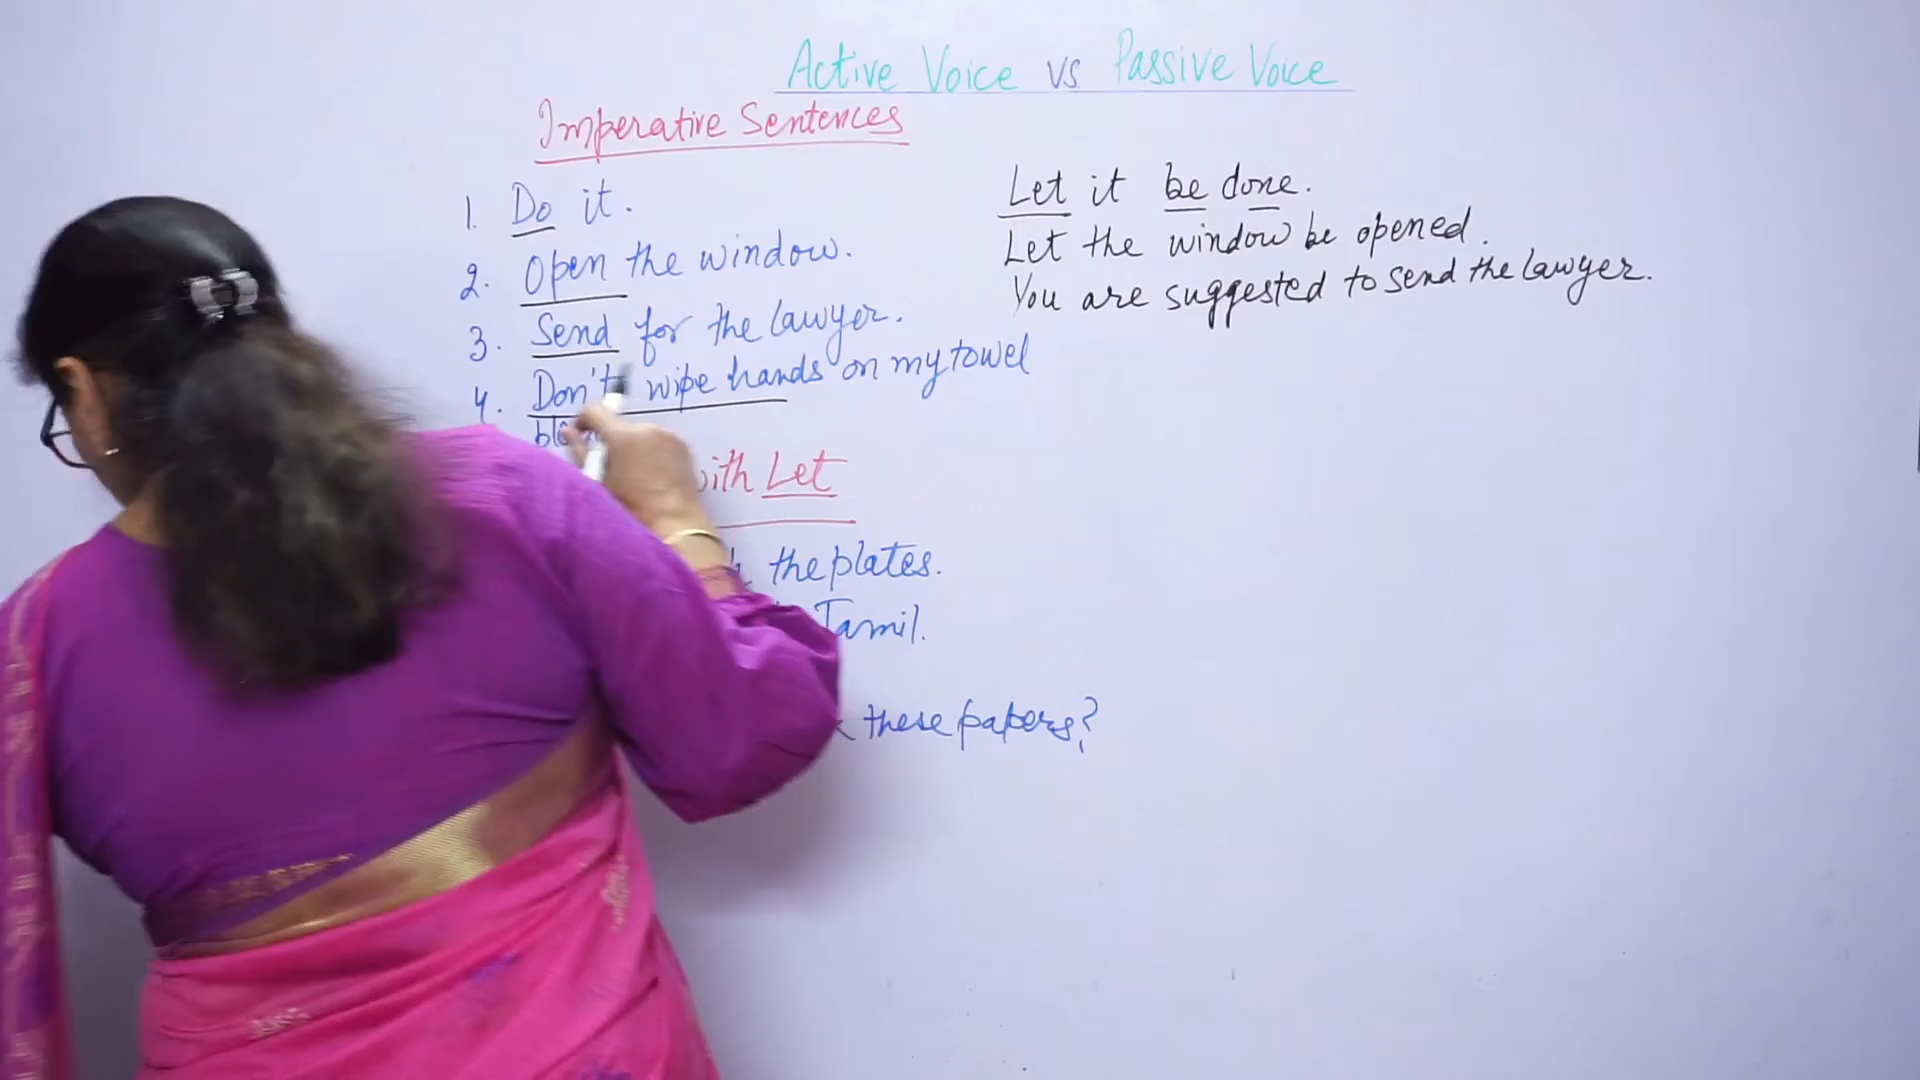 Active Voice vs Passive Voice
Imperative Sentences
1. Do it.
2. Open the window.
3. Send for the lawyer.
4. Don't wipe hands on my towel
with Let
the plates.
Tamil.
these papers?
Let it be done.
Let the window be opened.
You are suggested to send the lawyer.